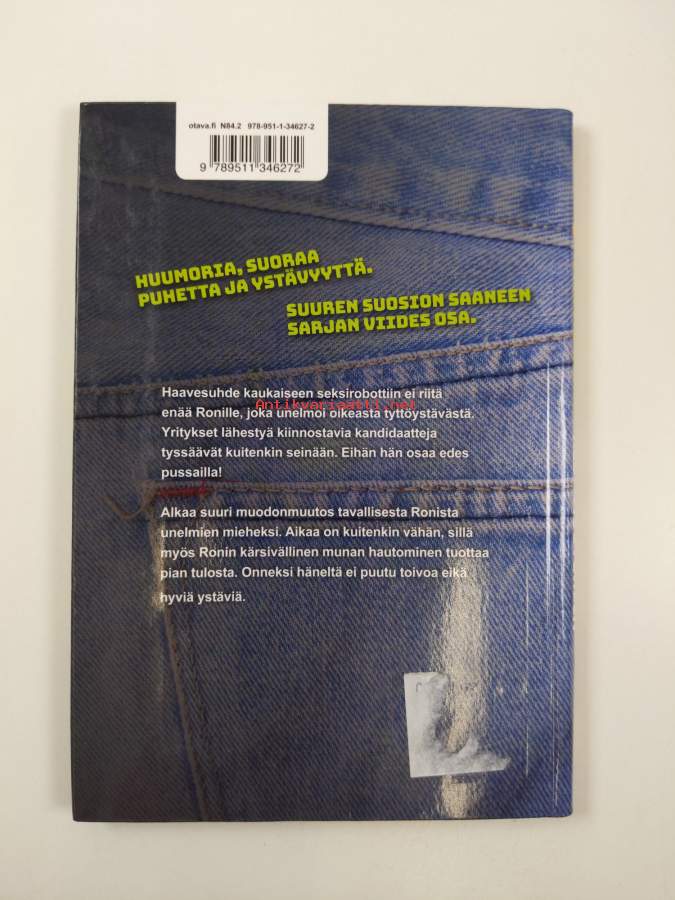 otava.fi N84.2 978-951-1-34627-2
9 789511 346272
HUUMORIA, SUORAA
PUHETTA JA YSTÄVYYTTÄ.
SUUREN SUOSION SAANEEN
SARJAN VIIDES OSA.
Haavesuhde kaukaiseen seksirobottiin ei riitä
Antikvariaatti.net
enää Ronille, joka unelmoi oikeasta tyttöystävästä.
Yritykset lähestyä kiinnostavia kandidaatteja
tyssäävät kuitenkin seinään. Eihän hän osaa edes
pussailla!
Alkaa suuri muodonmuutos tavallisesta Ronista
unelmien mieheksi. Aikaa on kuitenkin vähän, sillä
myös Ronin kärsivällinen munan hautominen tuottaa
pian tulosta. Onneksi häneltä ei puutu toivoa eikä
hyviä ystäviä.